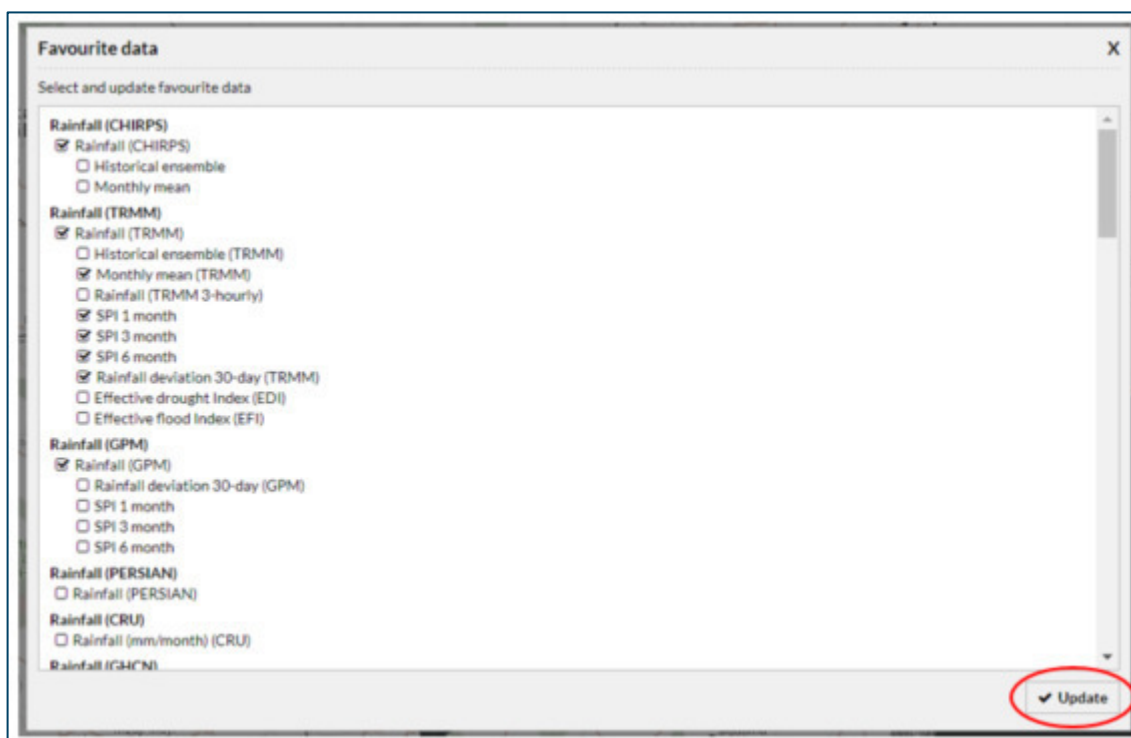 Favourite data
X
Select and update favourite data
Rainfall (CHIRPS)
Rainfall (CHIRPS)
Historical ensemble
Monthly mean
Rainfall (TRMM)
Rainfall (TRMM)
Historical ensemble (TRMM)
Monthly mean (TRMM)
Rainfall (TRMM 3-hourly)
SPI 1 month
SPI 3 month
SPI 6 month
Rainfall deviation 30-day (TRMM)
Effective drought Index (EDI)
Effective flood Index (EFI)
Rainfall (GPM)
Rainfall (GPM)
Rainfall deviation 30-day (GPM)
SPI 1 month
SPI 3 month
SPI 6 month
Rainfall (PERSIAN)
Rainfall (PERSIAN)
Rainfall (CRU)
Rainfall (mm/month) (CRU)
Rainfall (GHCN)
Update